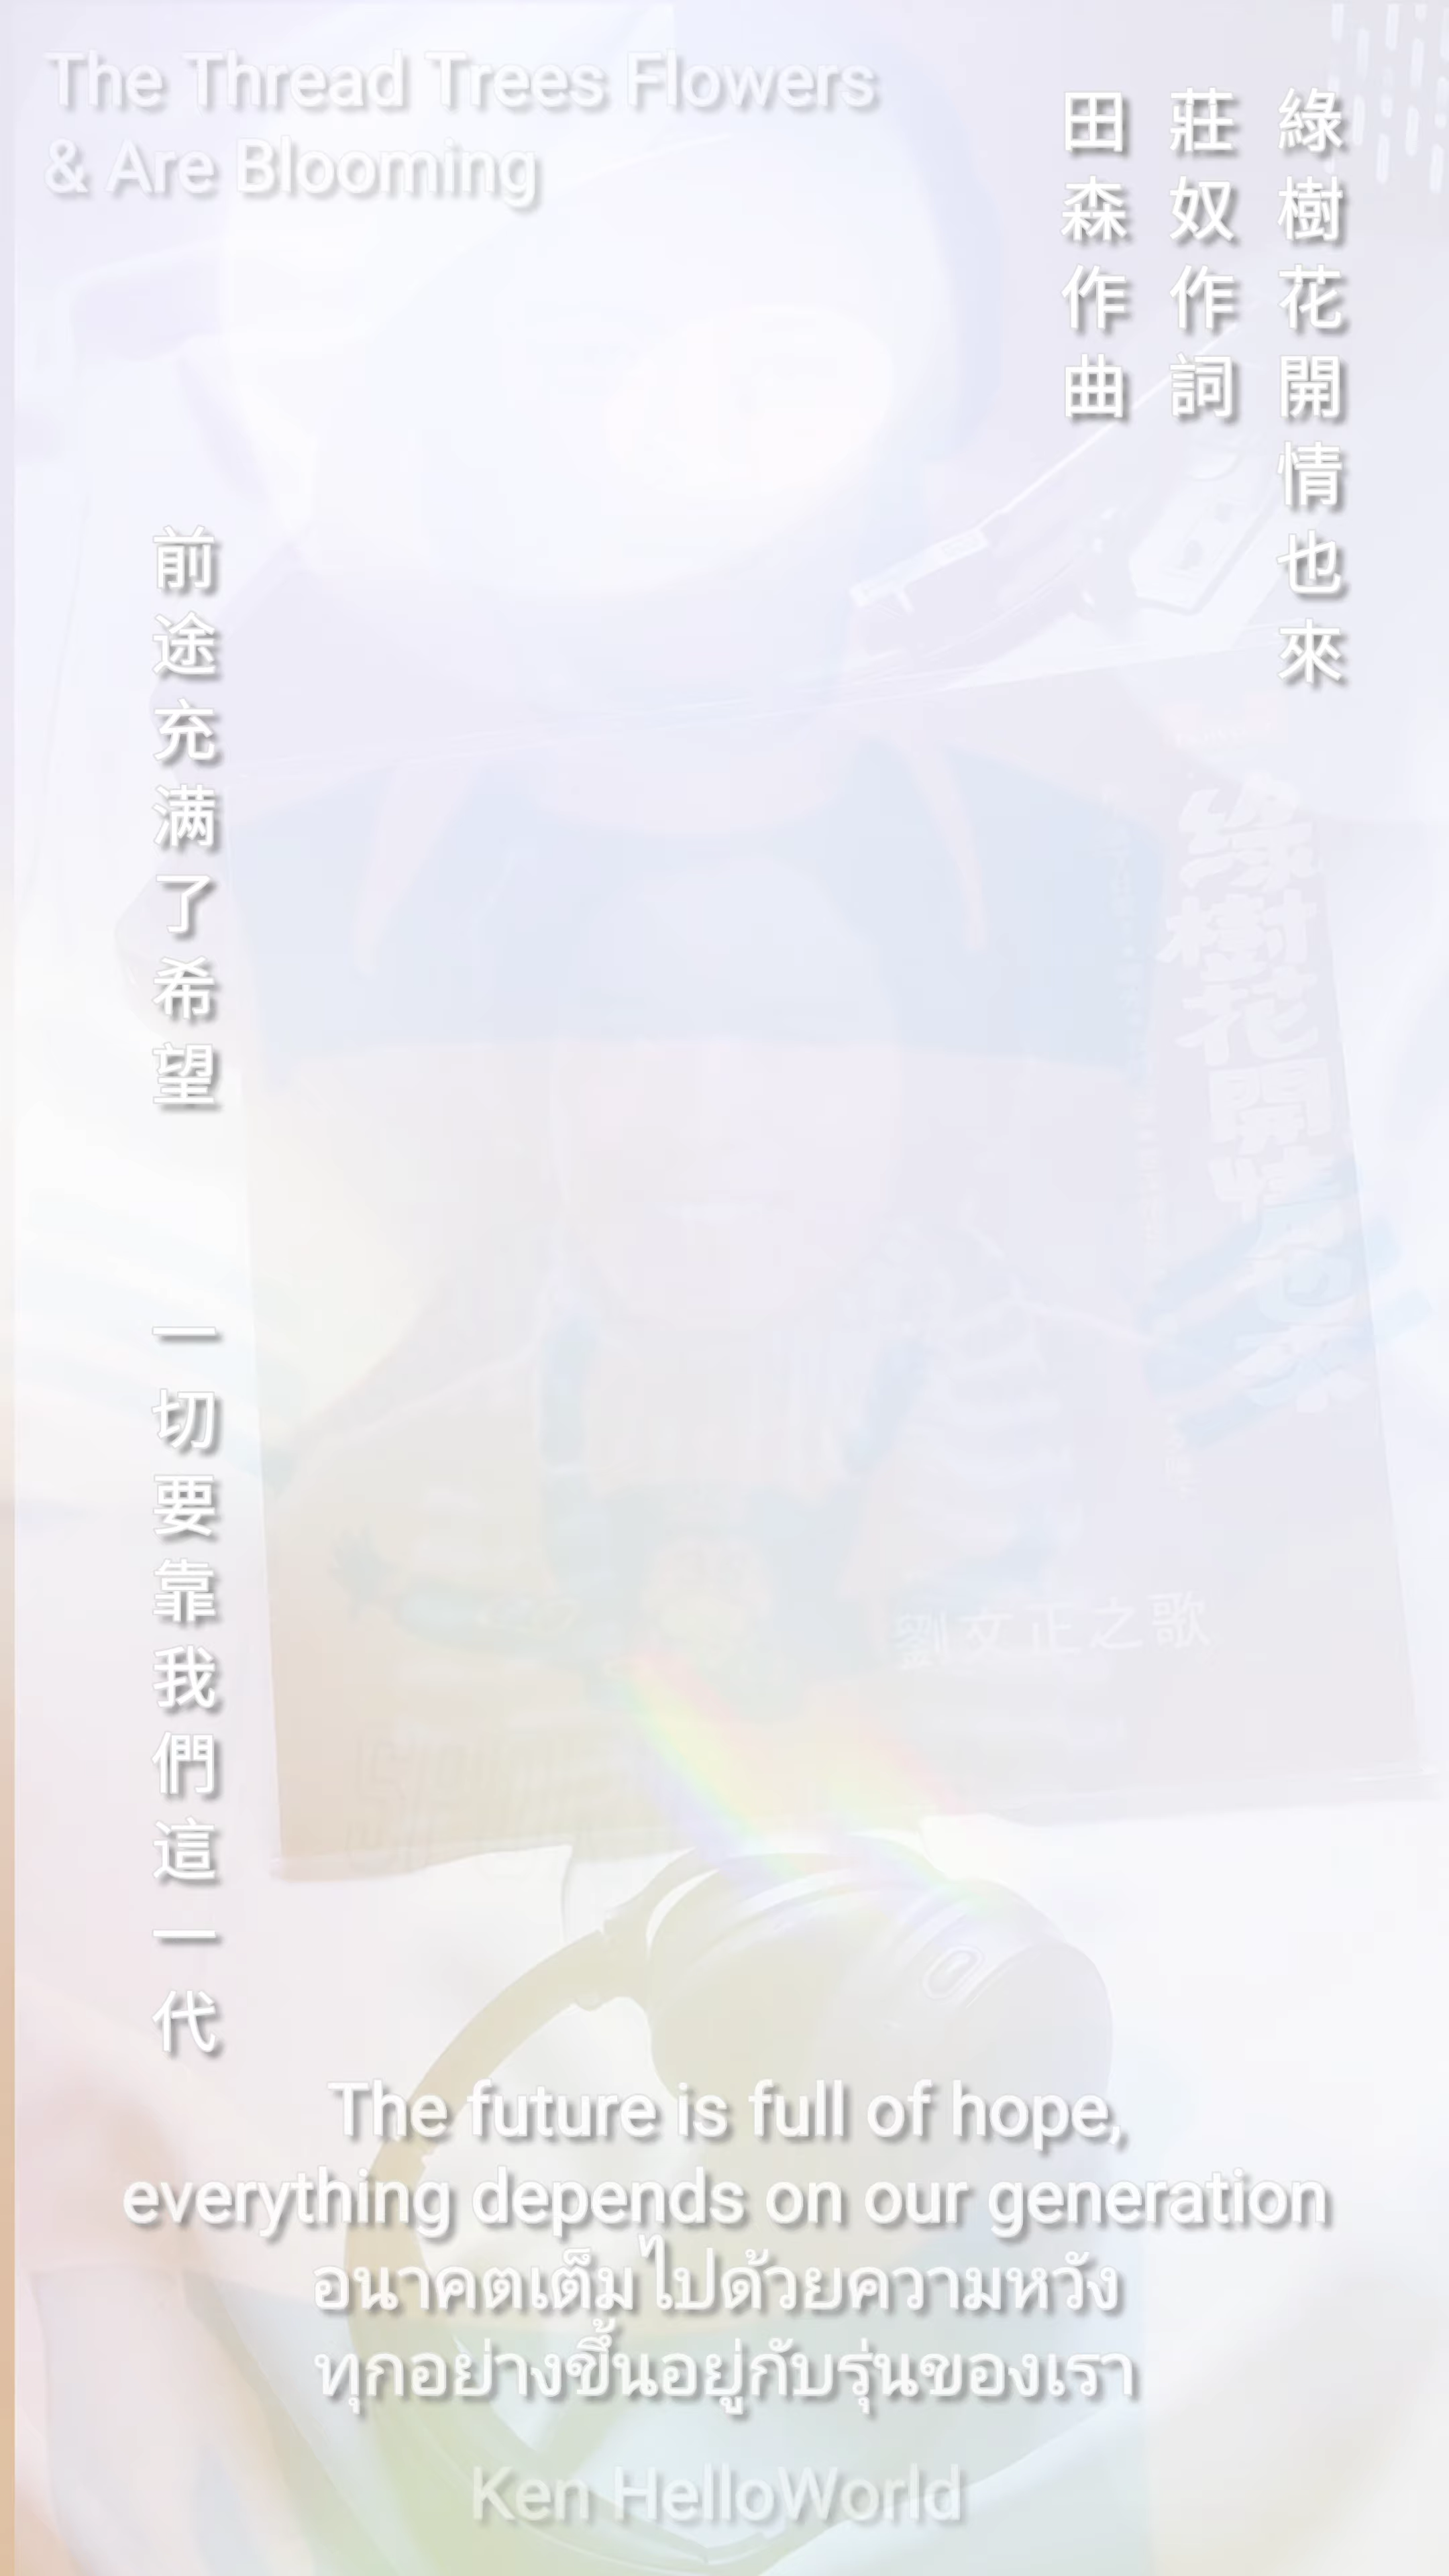 The Thread Trees Flowers
& Are Blooming
綠樹花開情也來
莊奴作詞
田森作曲
前途充满了希望
一切要靠我們這一代
綠樹花開情也來
劉文正之歌
The future is full of hope,
everything depends on our generation
อนาคตเต็มไปด้วยความหวัง
ทุกอย่างขึ้นอยู่กับรุ่นของเรา
Ken HelloWorld